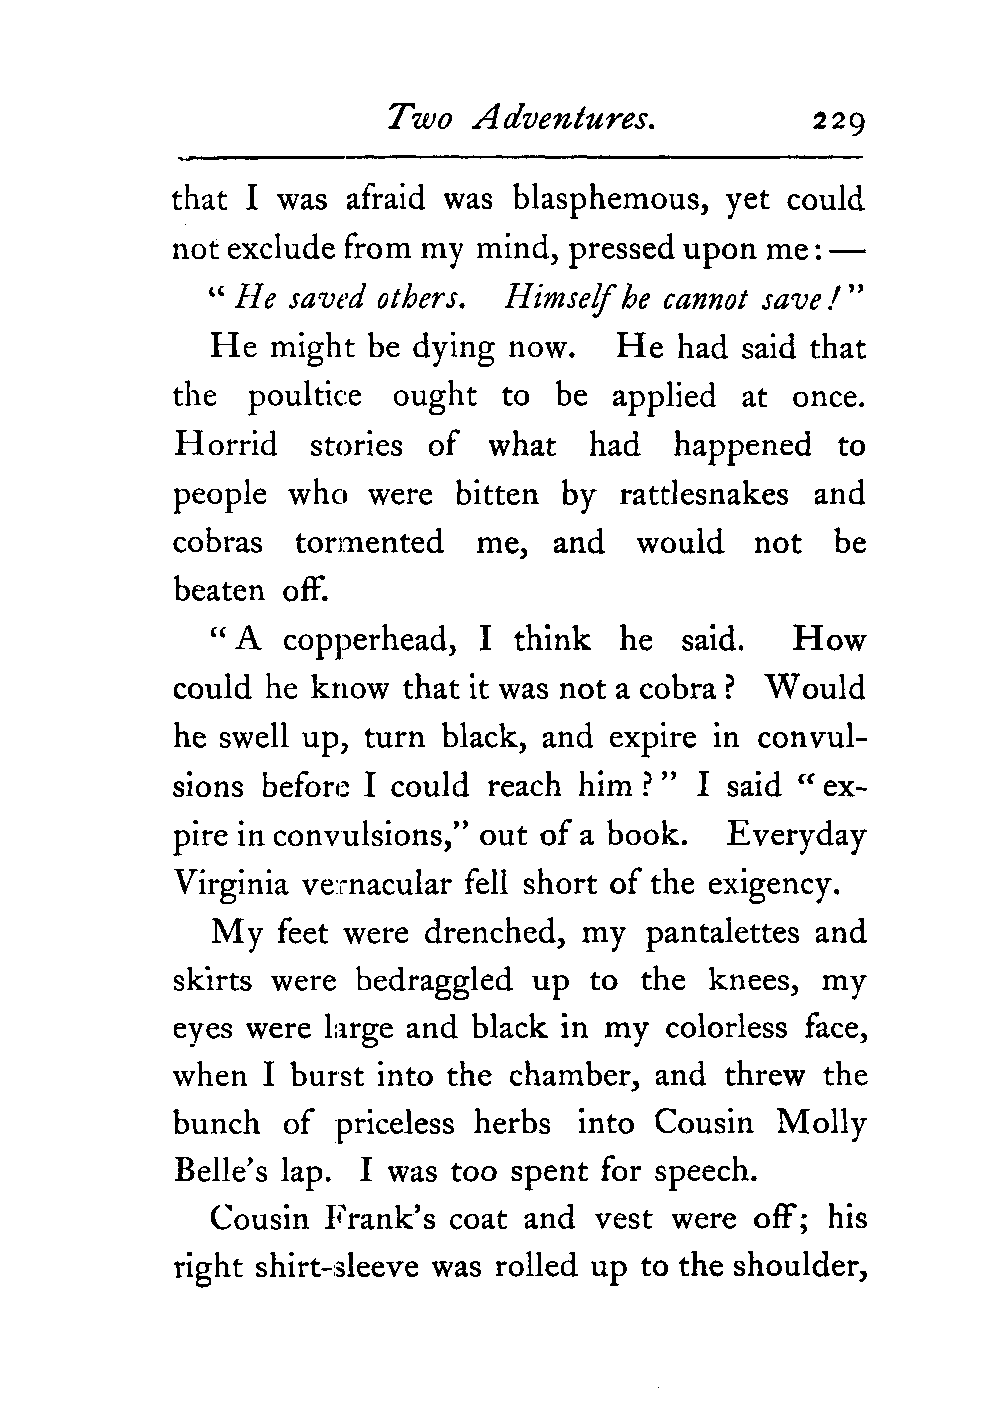 Two Adventures. 229
that I was afraid was blasphemous, yet could
not exclude from my mind, pressed upon me: —
“ He saved others. Himself he cannot save! ”
He might be dying now. He had said that
the poultice ought to be applied at once.
Horrid stories of what had happened to
people who were bitten by rattlesnakes and
cobras tormented me, and would not be
beaten off.
“ A copperhead, I think he said. How
could he know that it was not a cobra? Would
he swell up, turn black, and expire in convul-
sions before I could reach him?” I said “ ex-
pire in convulsions,” out of a book. Everyday
Virginia vernacular fell short of the exigency.
My feet were drenched, my pantalettes and
skirts were bedraggled up to the knees, my
eyes were large and black in my colorless face,
when I burst into the chamber, and threw the
bunch of priceless herbs into Cousin Molly
Belle’s lap. I was too spent for speech.
Cousin Frank’s coat and vest were off; his
right shirt-sleeve was rolled up to the shoulder,